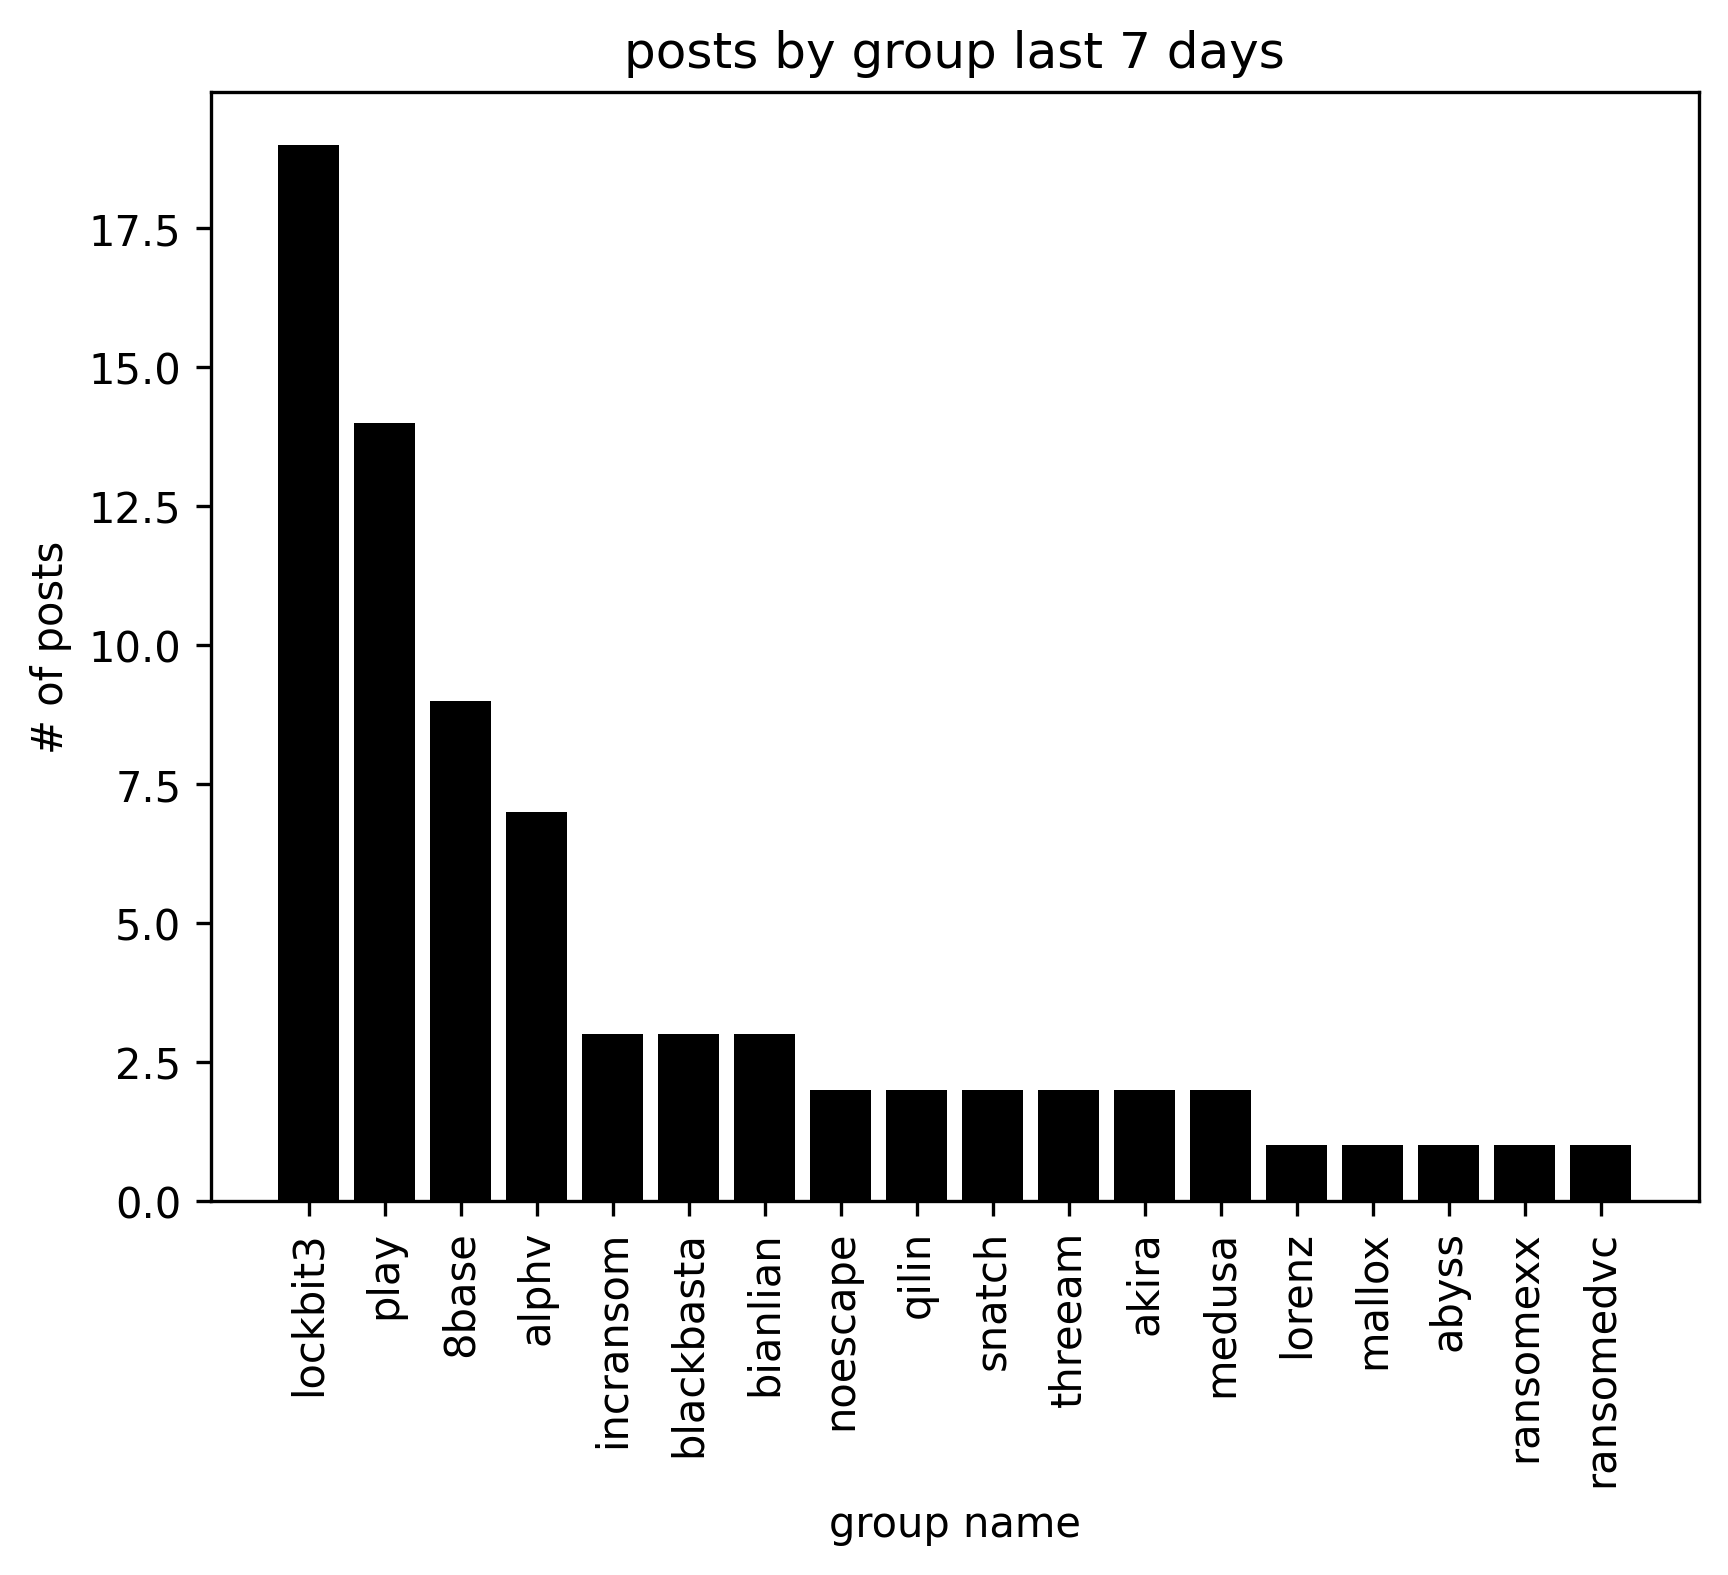 posts by group last 7 days
# of posts
17.5
15.0
12.5
10.0
7.5
5.0
2.5
0.0
lockbit3
play
8base
alphv
incransom
blackbasta
bianlian
noescape
qilin
snatch
threeam
akira
medusa
lorenz
mallox
abyss
ransomexx
ransomedvc
group name